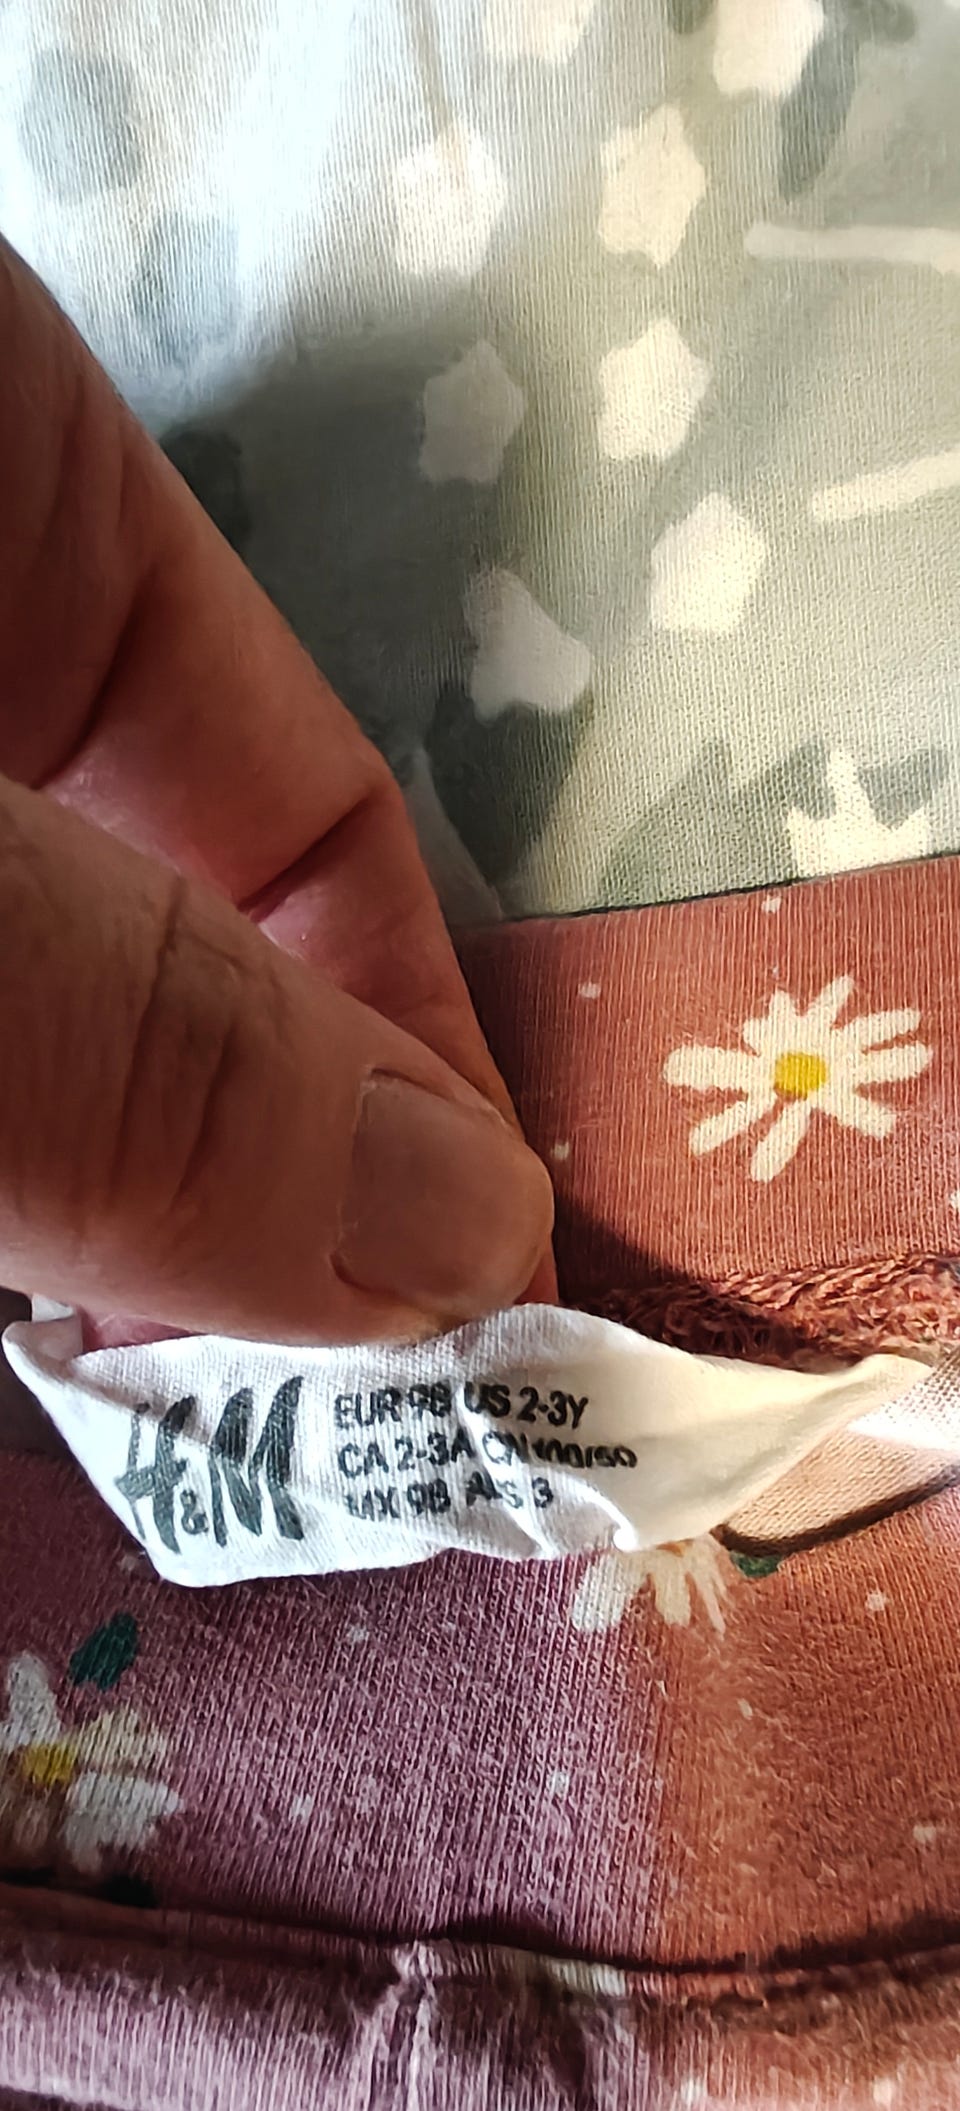 H&M
EUR 98 US 2-3Y
CA 2-3A CN 100/50
MX 98 AUS 3